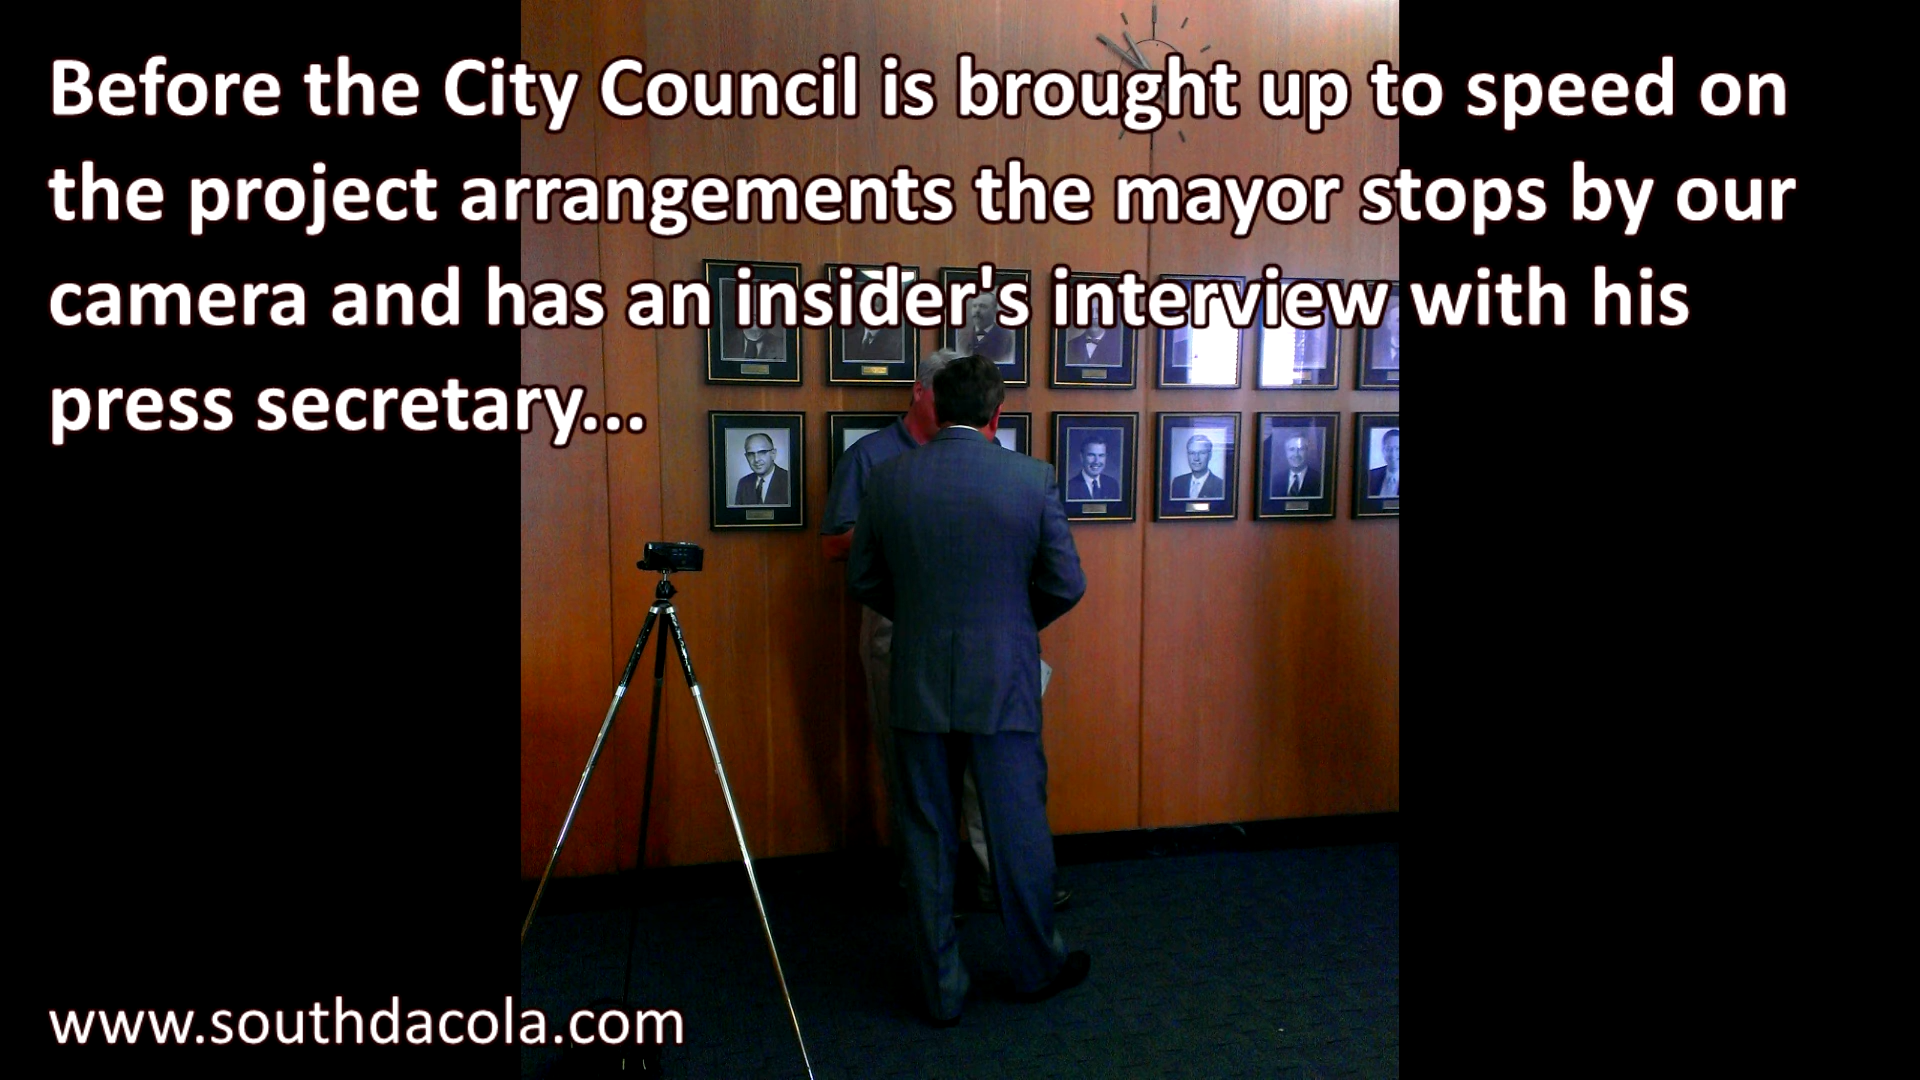 Before the City Council is brought up to speed on
the project arrangements the mayor stops by our
camera and has an insider's interview with his
press secretary...
www.southdacola.com